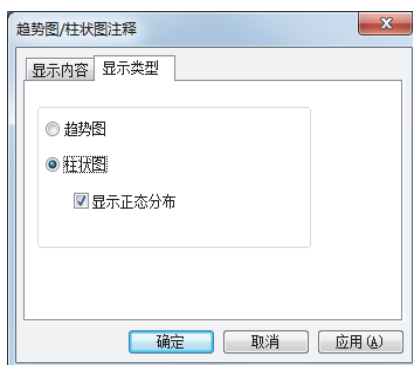 趋势图/柱状图注释
显示内容 显示类型
趋势图
柱状图
显示正态分布
确定 取消 应用(A)